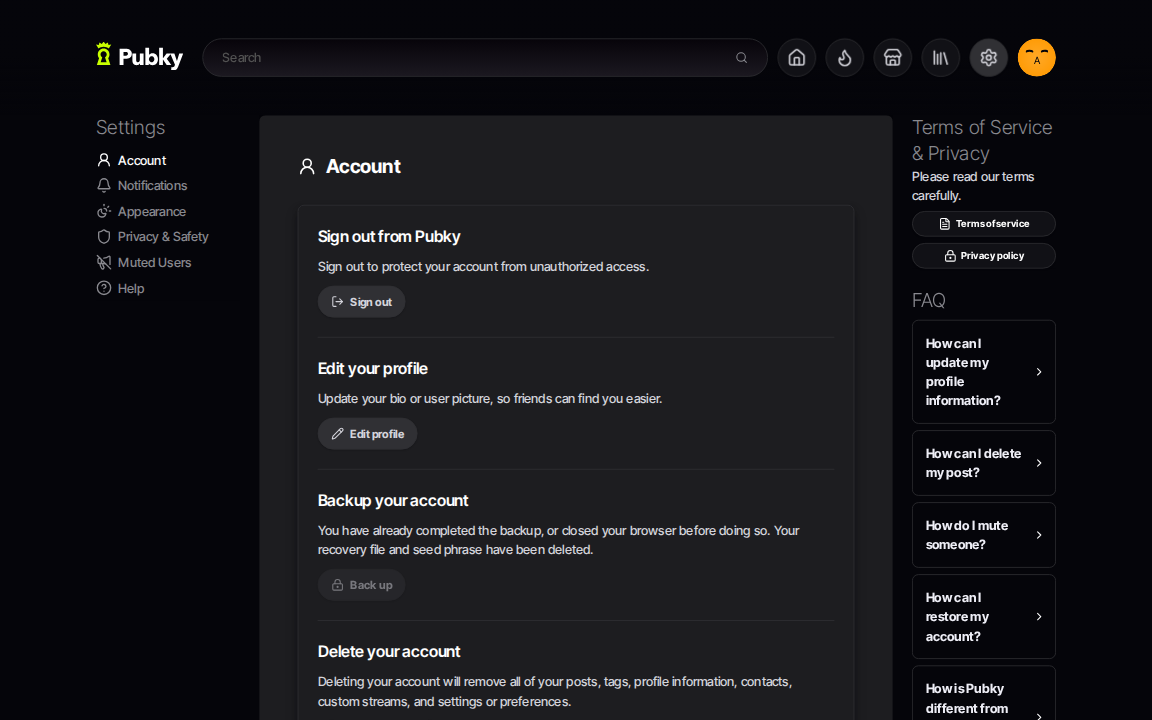 Pubky
Search
A
Settings
Account
Notifications
Appearance
Privacy & Safety
Muted Users
Help
Account
Sign out from Pubky
Sign out to protect your account from unauthorized access.
Sign out
Edit your profile
Update your bio or user picture, so friends can find you easier.
Edit profile
Backup your account
You have already completed the backup, or closed your browser before doing so. Your
recovery file and seed phrase have been deleted.
Back up
Delete your account
Deleting your account will remove all of your posts, tags, profile information, contacts,
custom streams, and settings or preferences.
Terms of Service
& Privacy
Please read our terms
carefully.
Terms of service
Privacy policy
FAQ
How can I
update my
profile
information?
How can I delete
my post?
How do I mute
someone?
How can I
restore my
account?
How is Pubky
different from